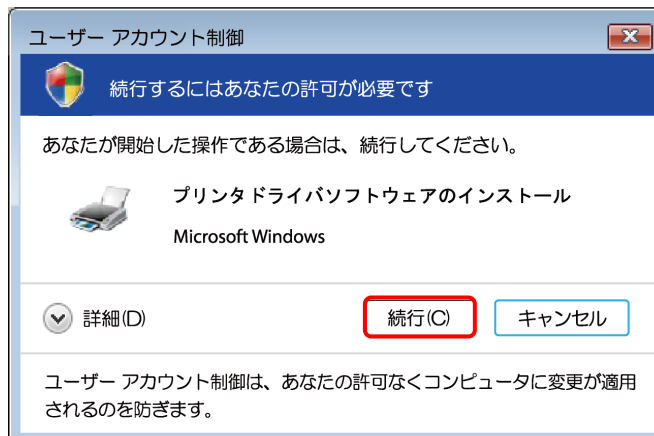 ユーザー アカウント制御
続行するにはあなたの許可が必要です
あなたが開始した操作である場合は、続行してください。
プリンタドライバソフトウェアのインストール
Microsoft Windows
詳細(D)
続行(C)
キャンセル
ユーザー アカウント制御は、あなたの許可なくコンピュータに変更が適用
されるのを防ぎます。